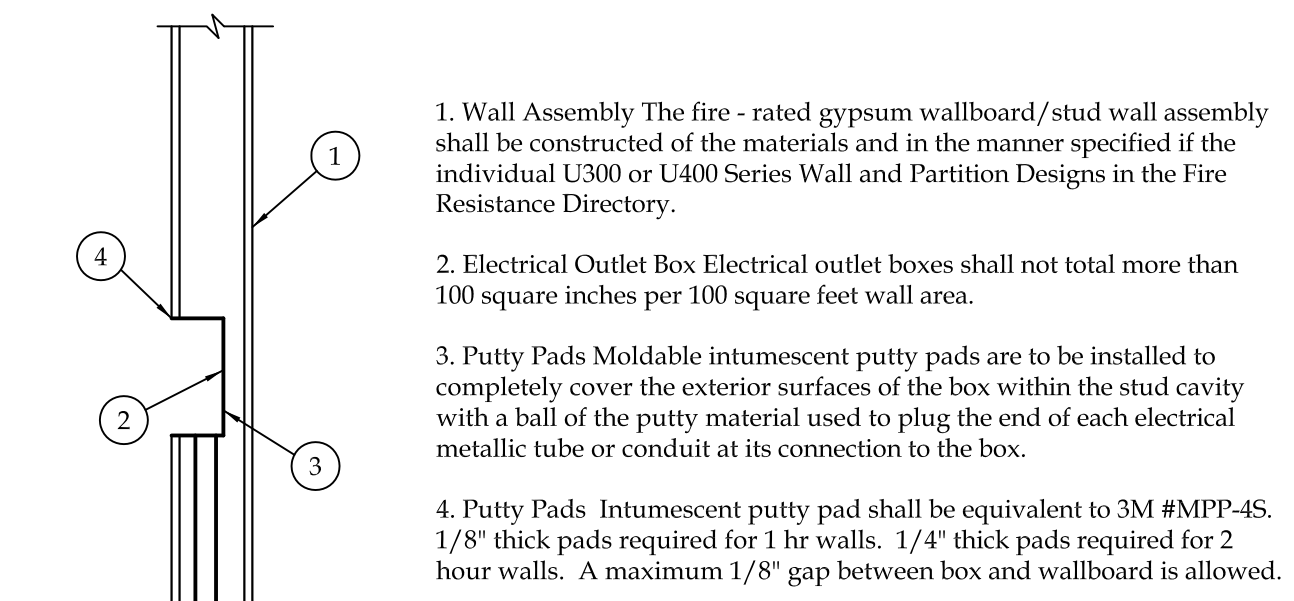 1
4
2
3
1. Wall Assembly The fire - rated gypsum wallboard/stud wall assembly
shall be constructed of the materials and in the manner specified if the
individual U300 or U400 Series Wall and Partition Designs in the Fire
Resistance Directory.
2. Electrical Outlet Box Electrical outlet boxes shall not total more than
100 square inches per 100 square feet wall area.
3. Putty Pads Moldable intumescent putty pads are to be installed to
completely cover the exterior surfaces of the box within the stud cavity
with a ball of the putty material used to plug the end of each electrical
metallic tube or conduit at its connection to the box.
4. Putty Pads  Intumescent putty pad shall be equivalent to 3M #MPP-4S.
1/8" thick pads required for 1 hr walls.  1/4" thick pads required for 2
hour walls.  A maximum 1/8" gap between box and wallboard is allowed.